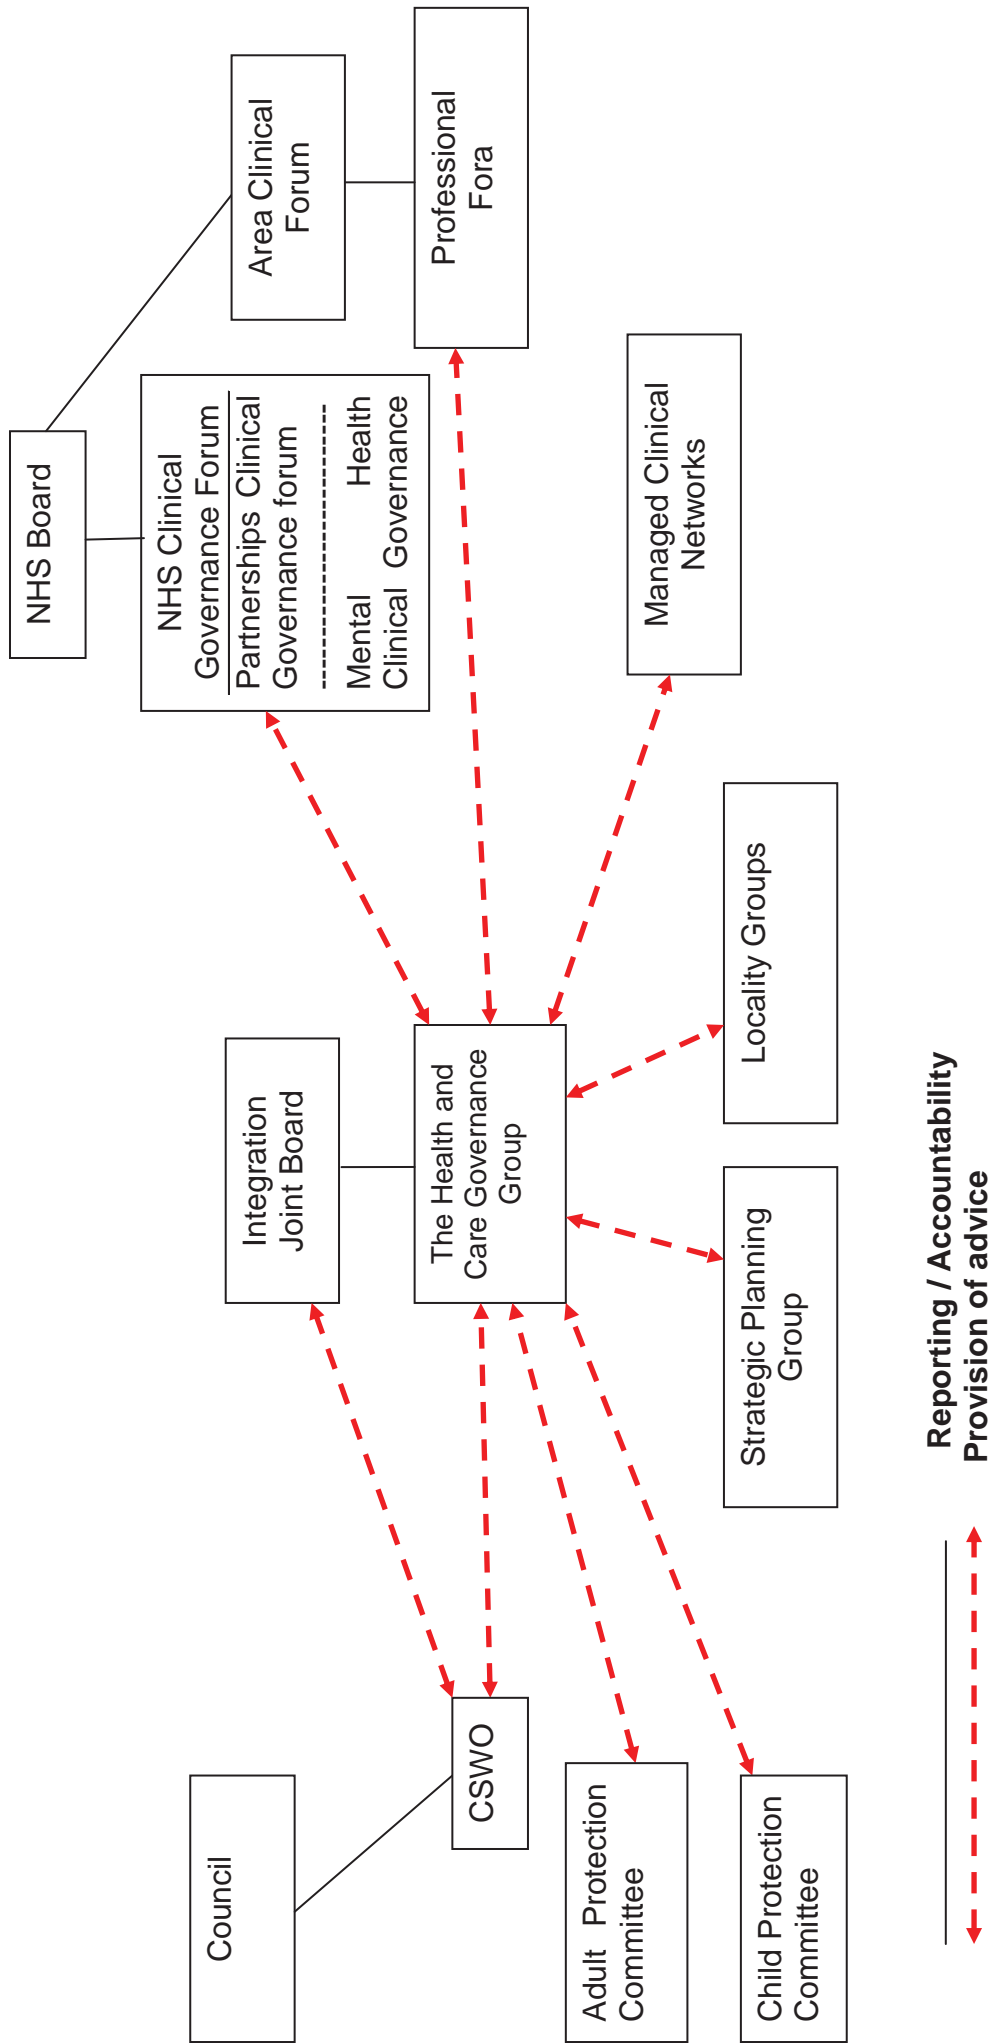 NHS Board
Council
Integration
Joint Board
NHS Clinical
Governance Forum
Partnerships Clinical
Governance forum
Mental Health
Clinical Governance
Area Clinical
Forum
CSWO
The Health and
Care Governance
Group
Professional
Fora
Adult Protection
Committee
Child Protection
Committee
Strategic Planning
Group
Locality Groups
Managed Clinical
Networks
Reporting / Accountability
Provision of advice